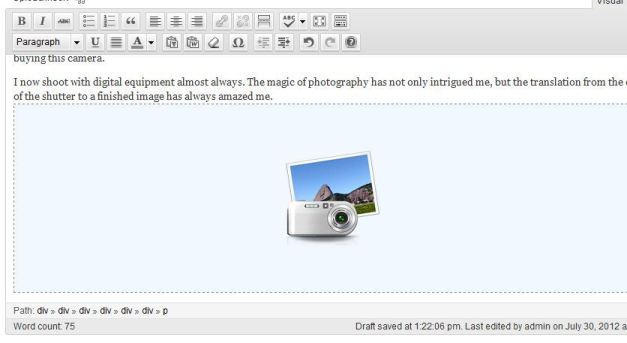 Visual
B I ABC
ABC
Paragraph U A
buying this camera.
I now shoot with digital equipment almost always. The magic of photography has not only intrigued me, but the translation from the
of the shutter to a finished image has always amazed me.
Path: div » div » div » div » div » div » p
Word count: 75
Draft saved at 1:22:06 pm. Last edited by admin on July 30, 2012 a